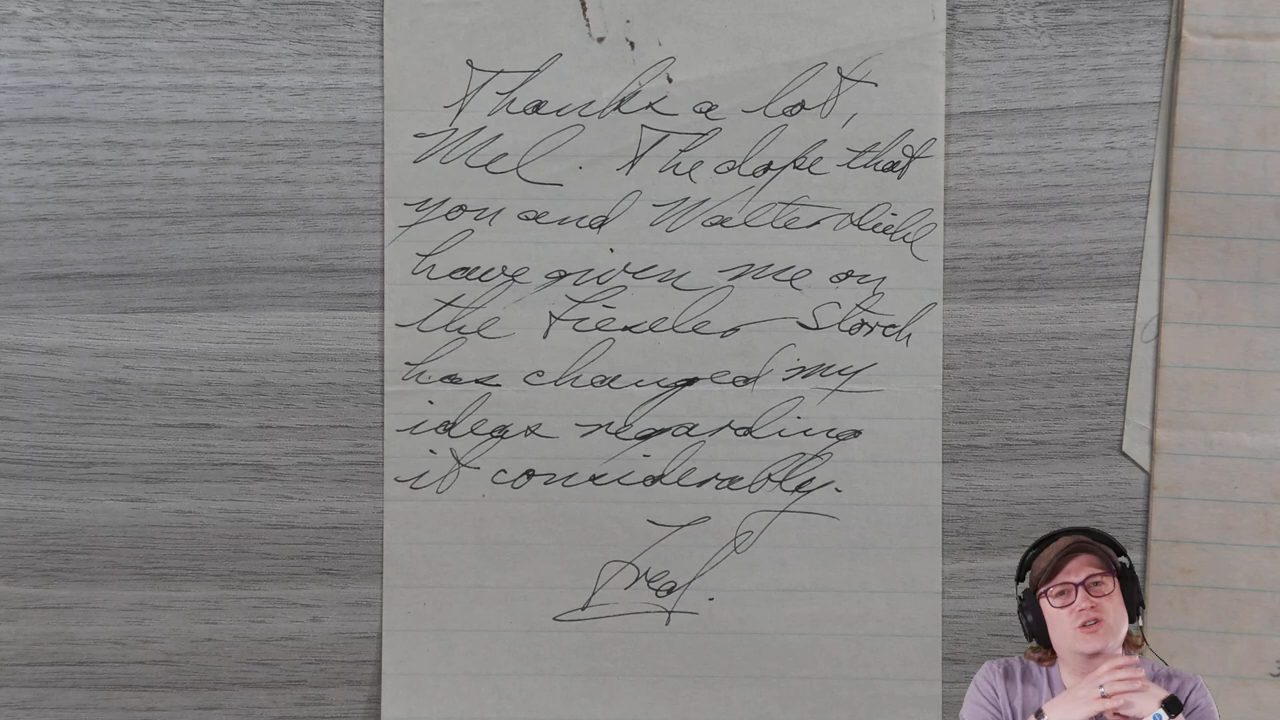 Thanks a lot,
Mel. The dope that
you and Walter Diehl
have given me on
the Fieseler Storch
has changed my
ideas regarding
it considerably.
Fred.